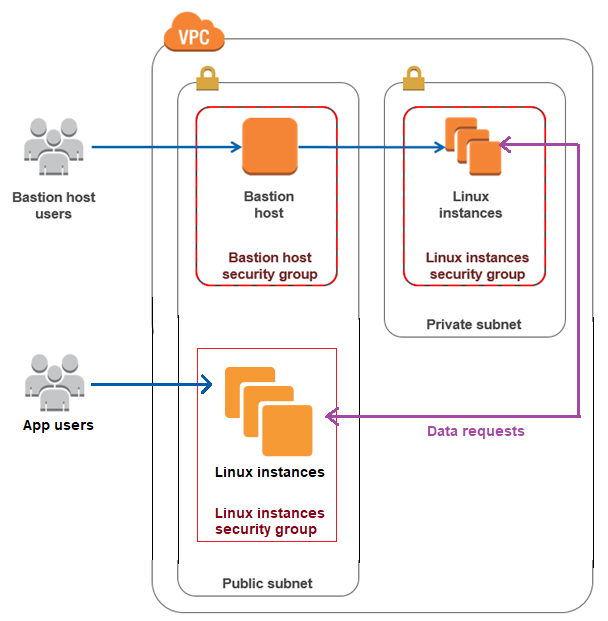 VPC
Bastion host
users
Bastion
host
Bastion host
security group
Linux
instances
Linux instances
security group
Private subnet
App users
Data requests
Linux instances
Linux instances
security group
Public subnet